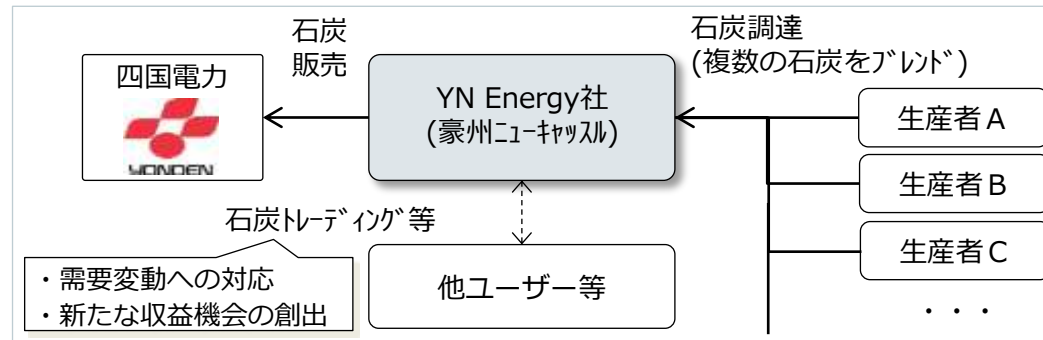 石炭
販売
石炭調達
(複数の石炭をﾌﾞﾚﾝﾄﾞ)
四国電力
YONDEN
YN Energy社
(豪州ﾆｭｰｷｬｯｽﾙ)
生産者A
生産者B
生産者C
・・・
石炭ﾄﾚｰﾃﾞｨﾝｸﾞ等
・需要変動への対応
・新たな収益機会の創出
他ユーザー等